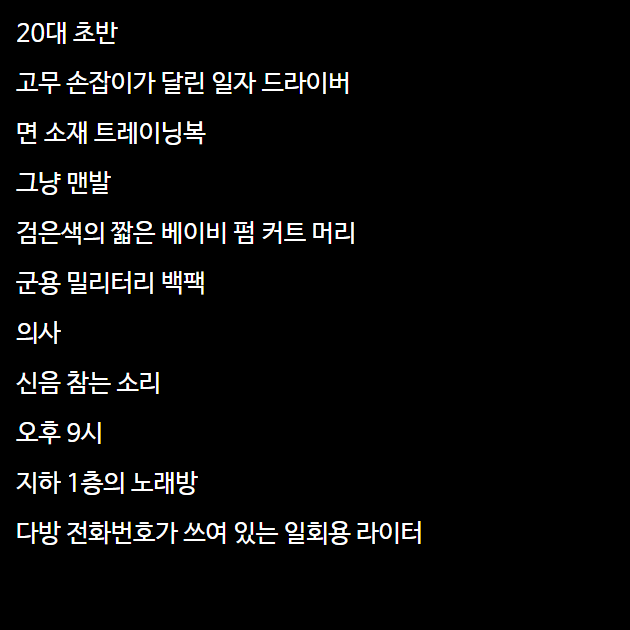 20대 초반
고무 손잡이가 달린 일자 드라이버
면 소재 트레이닝복
그냥 맨발
검은색의 짧은 베이비 펌 커트 머리
군용 밀리터리 백팩
의사
신음 참는 소리
오후 9시
지하 1층의 노래방
다방 전화번호가 쓰여 있는 일회용 라이터